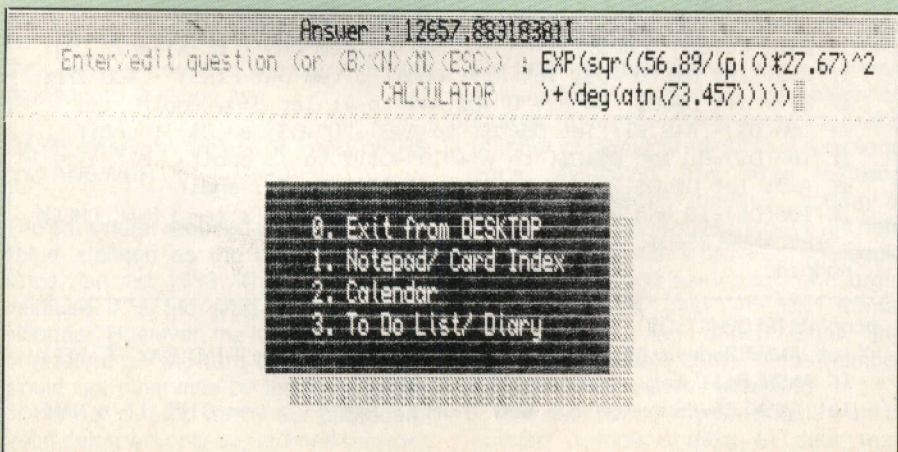 Answer : 12657.883183811
Enter/edit question (or <B><N><M><ESC>) : EXP(sqr((56.89/(pi()*27.67)^2
CALCULATOR )+(deg(atn(73.457)))))
0. Exit from DESKTOP
1. Notepad/ Card Index
2. Calendar
3. To Do List/ Diary